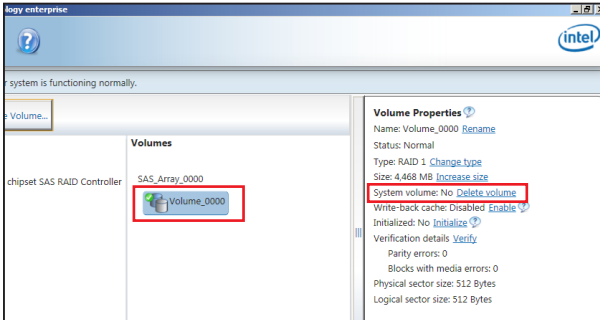 ology enterprise
intel
r system is functioning normally.
e Volume...
Volumes
chipset SAS RAID Controller
SAS_Array_0000
Volume_0000
Volume Properties ?
Name: Volume_0000 Rename
Status: Normal
Type: RAID 1 Change type
Size: 4,468 MB Increase size
System volume: No Delete volume
Write-back cache: Disabled Enable ?
Initialized: No Initialize ?
Verification details Verify
Parity errors: 0
Blocks with media errors: 0
Physical sector size: 512 Bytes
Logical sector size: 512 Bytes